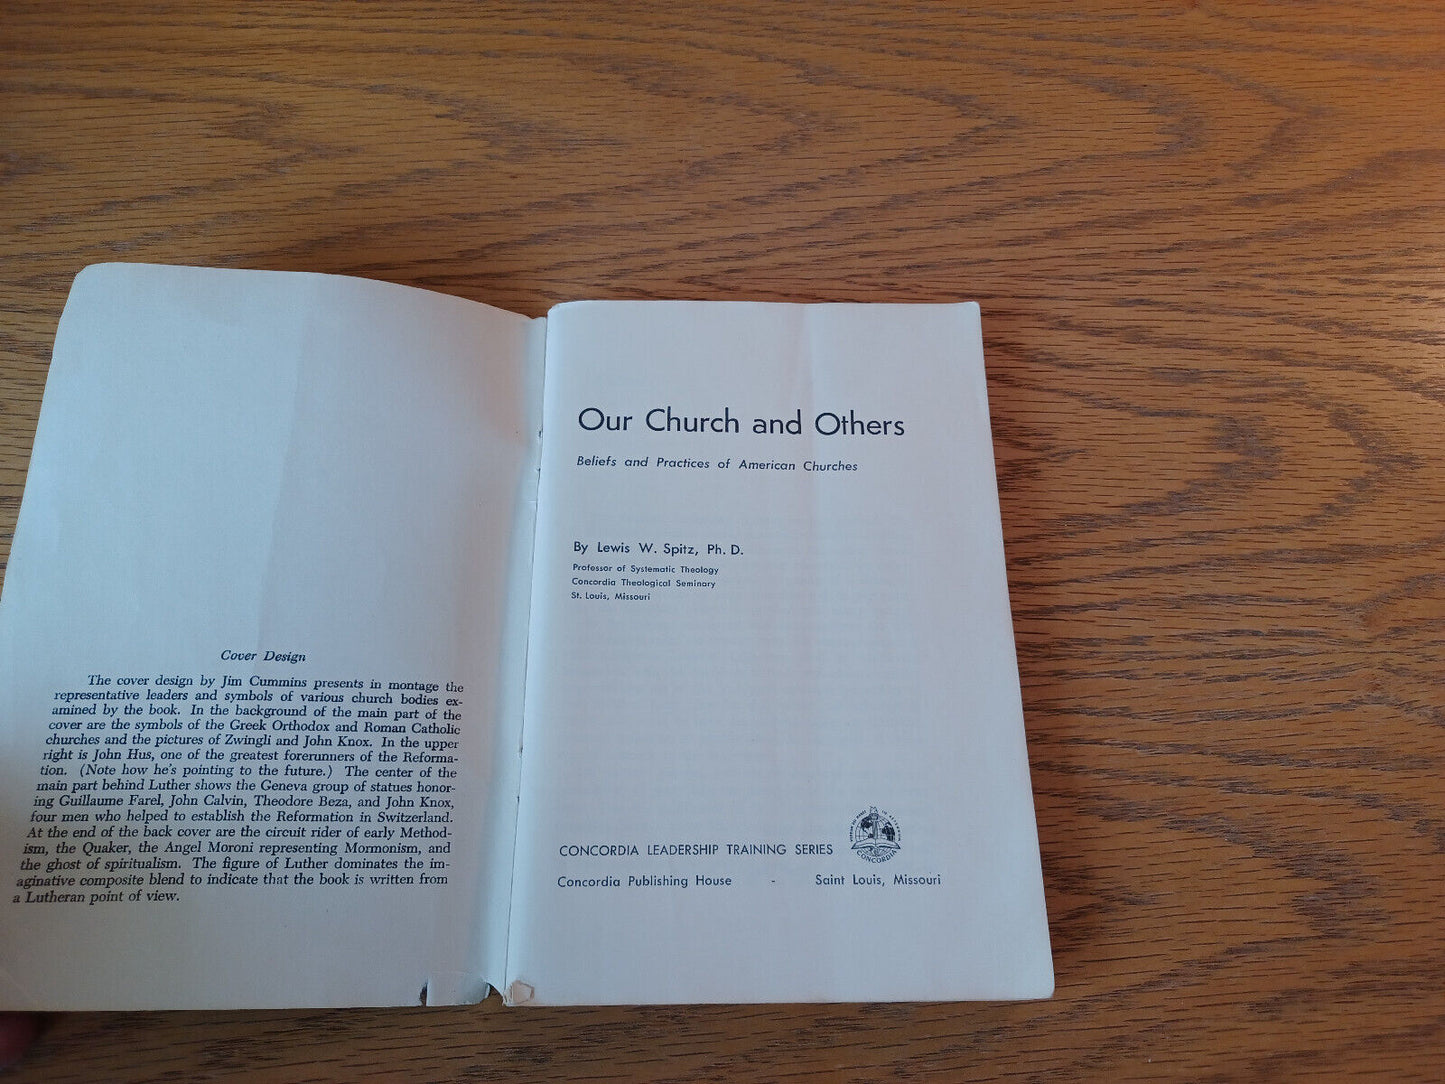 Cover Design
The cover design by Jim Cummins presents in montage the
representative leaders and symbols of various church bodies ex-
amined by the book. In the background of the main part of the
cover are the symbols of the Greek Orthodox and Roman Catholic
churches and the pictures of Zwingli and John Knox. In the upper
right is John Hus, one of the greatest forerunners of the Reforma-
tion. (Note how he's pointing to the future.) The center of the
main part behind Luther shows the Geneva group of statues honor-
ing Guillaume Farel, John Calvin, Theodore Beza, and John Knox,
four men who helped to establish the Reformation in Switzerland.
At the end of the back cover are the circuit rider of early Method-
ism, the Quaker, the Angel Moroni representing Mormonism, and
the ghost of spiritualism. The figure of Luther dominates the im-
aginative composite blend to indicate that the book is written from
a Lutheran point of view.
Our Church and Others
Beliefs and Practices of American Churches
By Lewis W. Spitz, Ph. D.
Professor of Systematic Theology
Concordia Theological Seminary
St. Louis, Missouri
CONCORDIA LEADERSHIP TRAINING SERIES
CONCORDIA
Concordia Publishing House - Saint Louis, Missouri